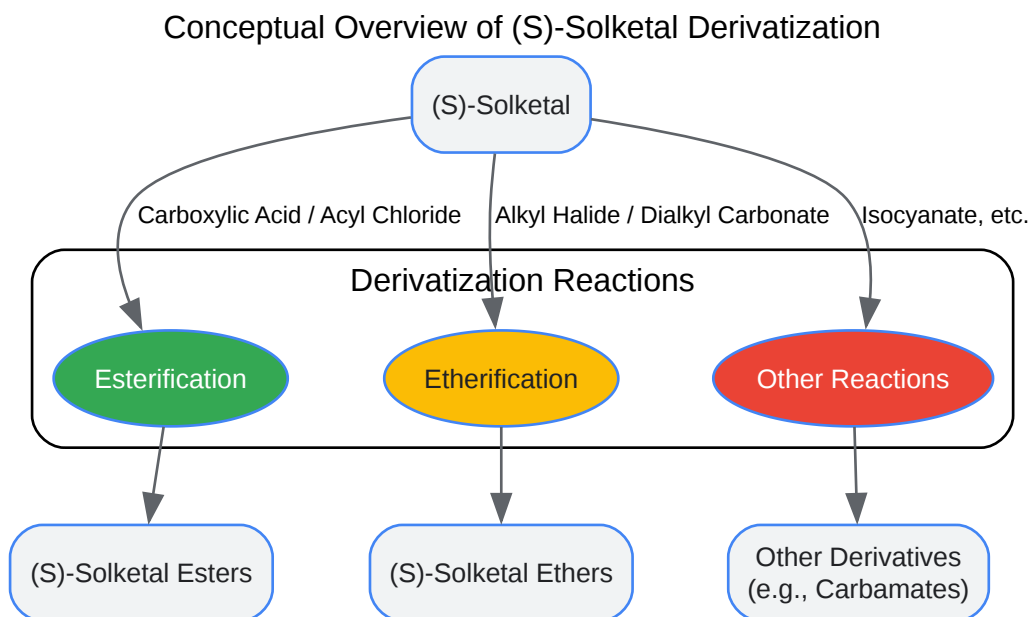 Conceptual Overview of (S)-Solketal Derivatization
(S)-Solketal
Carboxylic Acid / Acyl Chloride
Alkyl Halide / Dialkyl Carbonate
Isocyanate, etc.
Derivatization Reactions
Esterification
Etherification
Other Reactions
(S)-Solketal Esters
(S)-Solketal Ethers
Other Derivatives
(e.g., Carbamates)